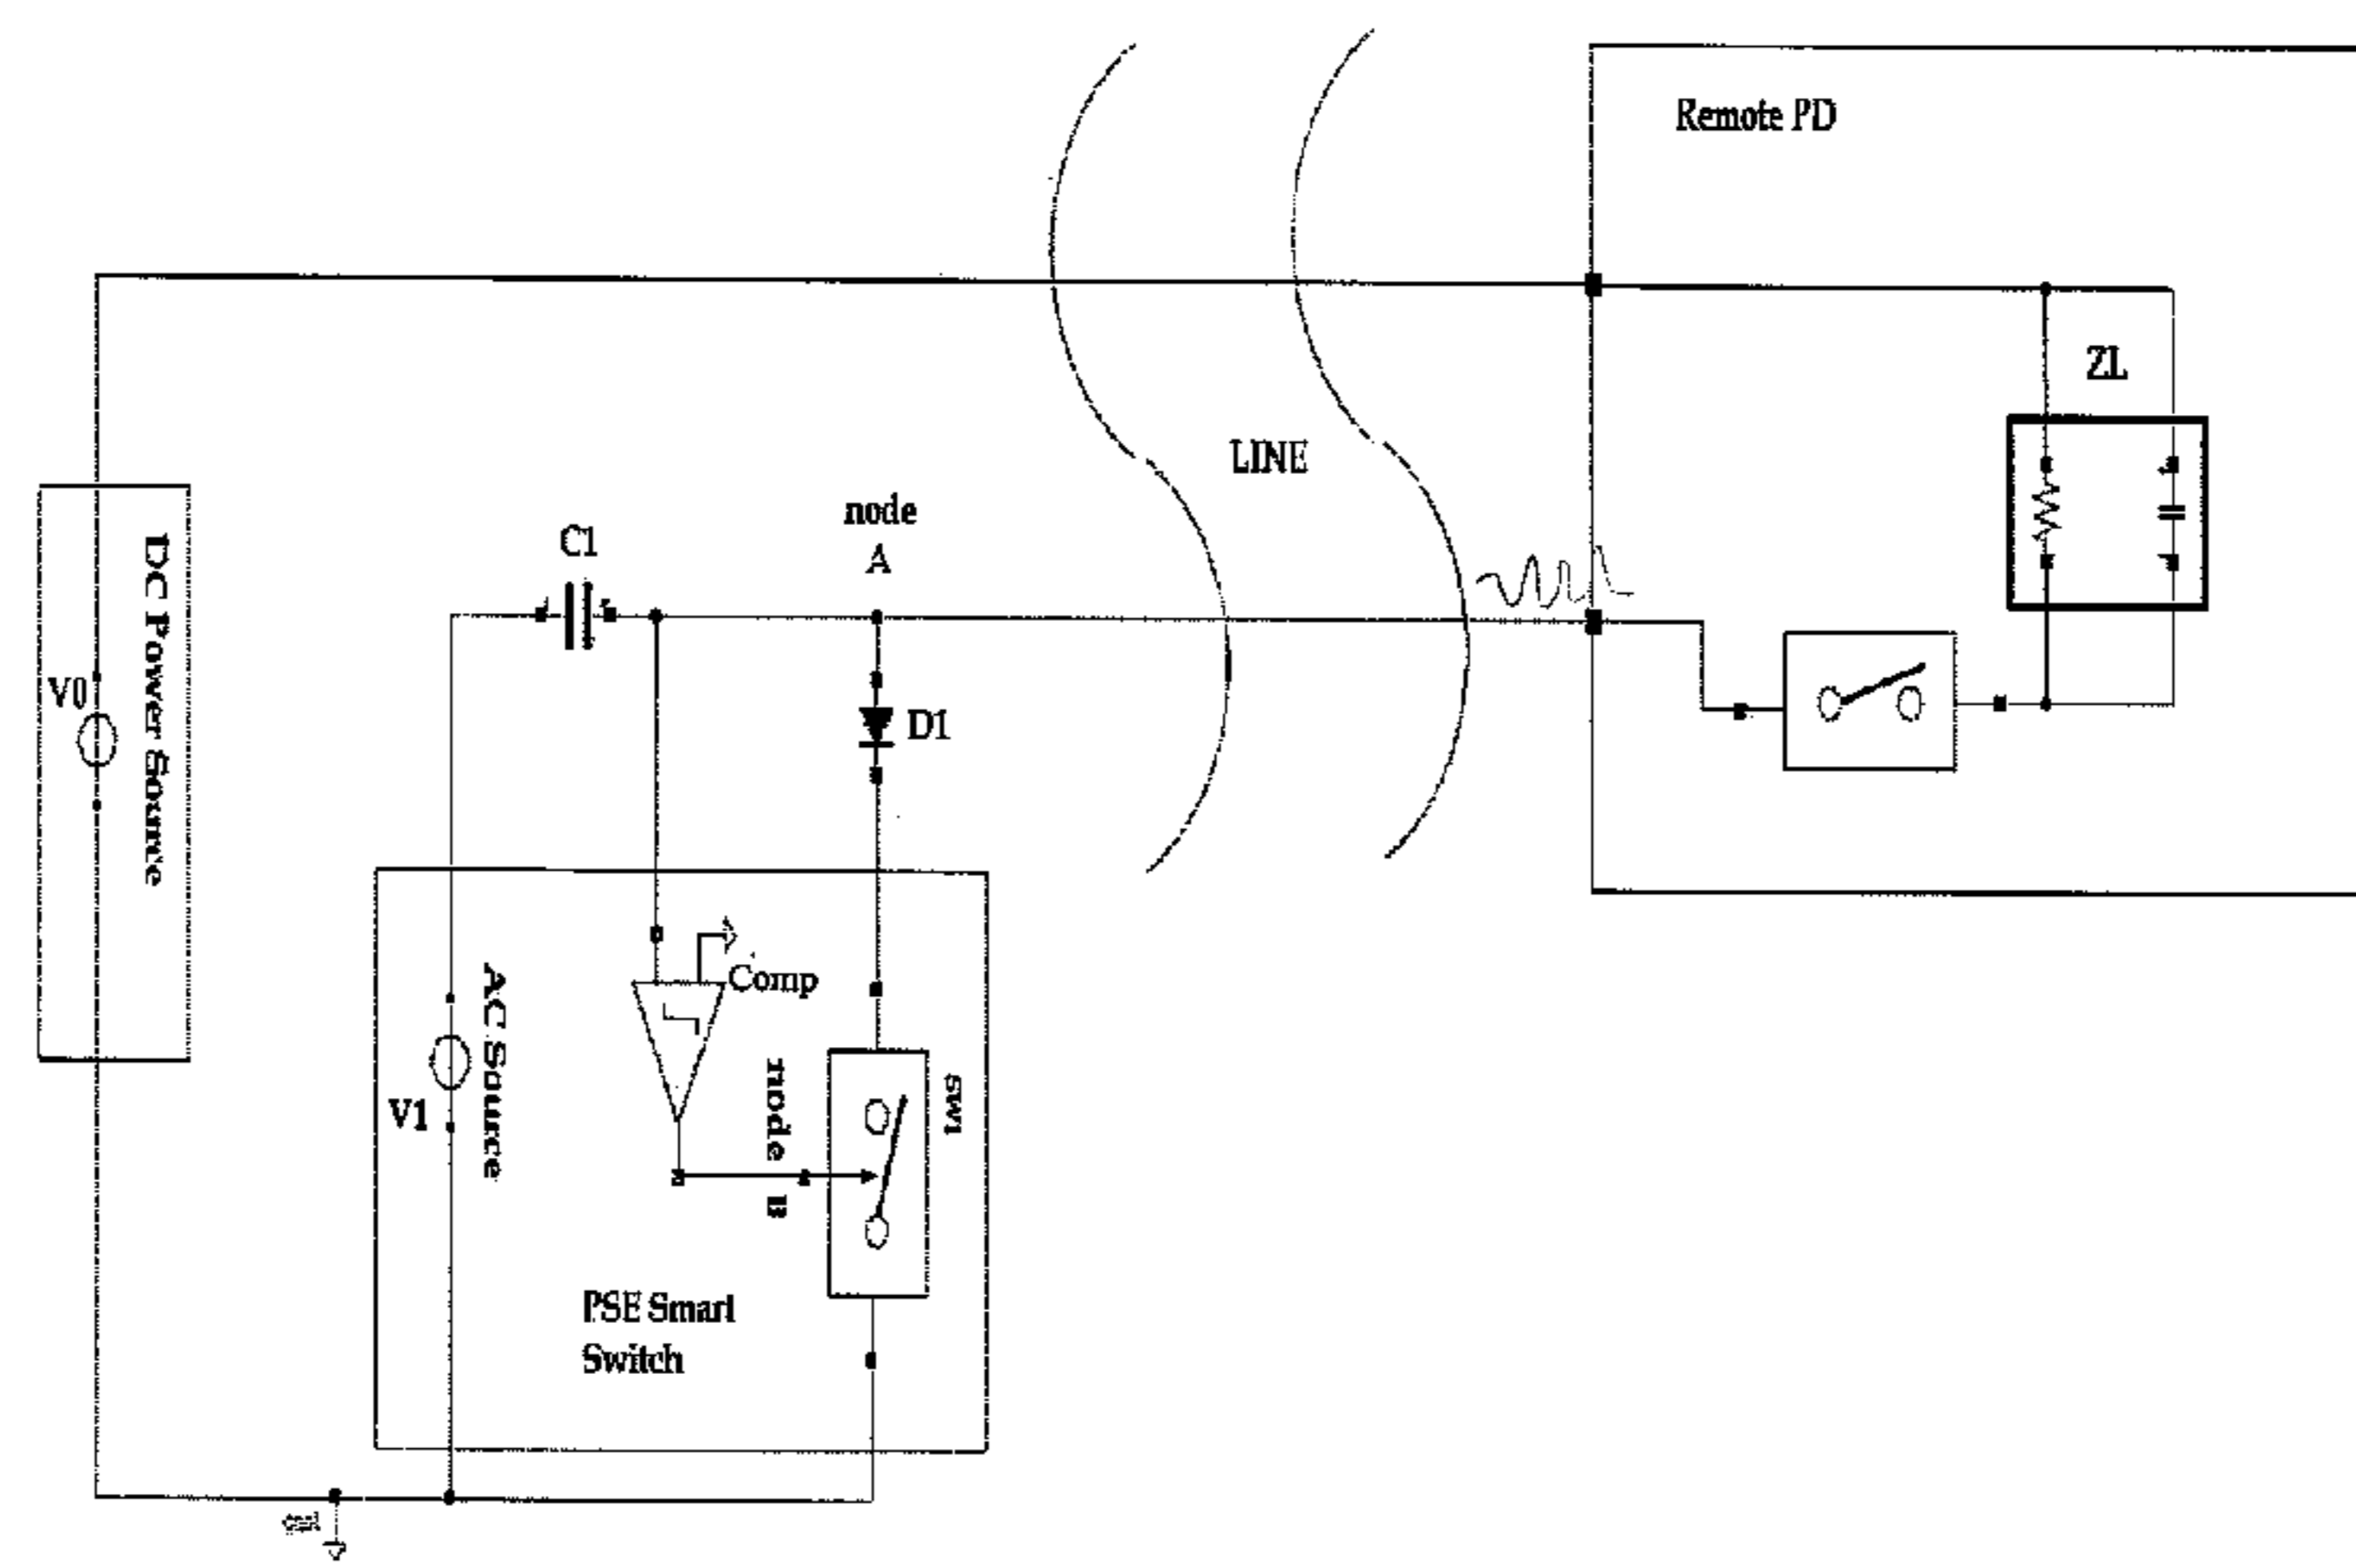 Remote PD
ZL
LINE
node
A
C1
D1
V0
DC Power Source
Comp
AC Source
V1
node B
sw1
PSE Smart
Switch